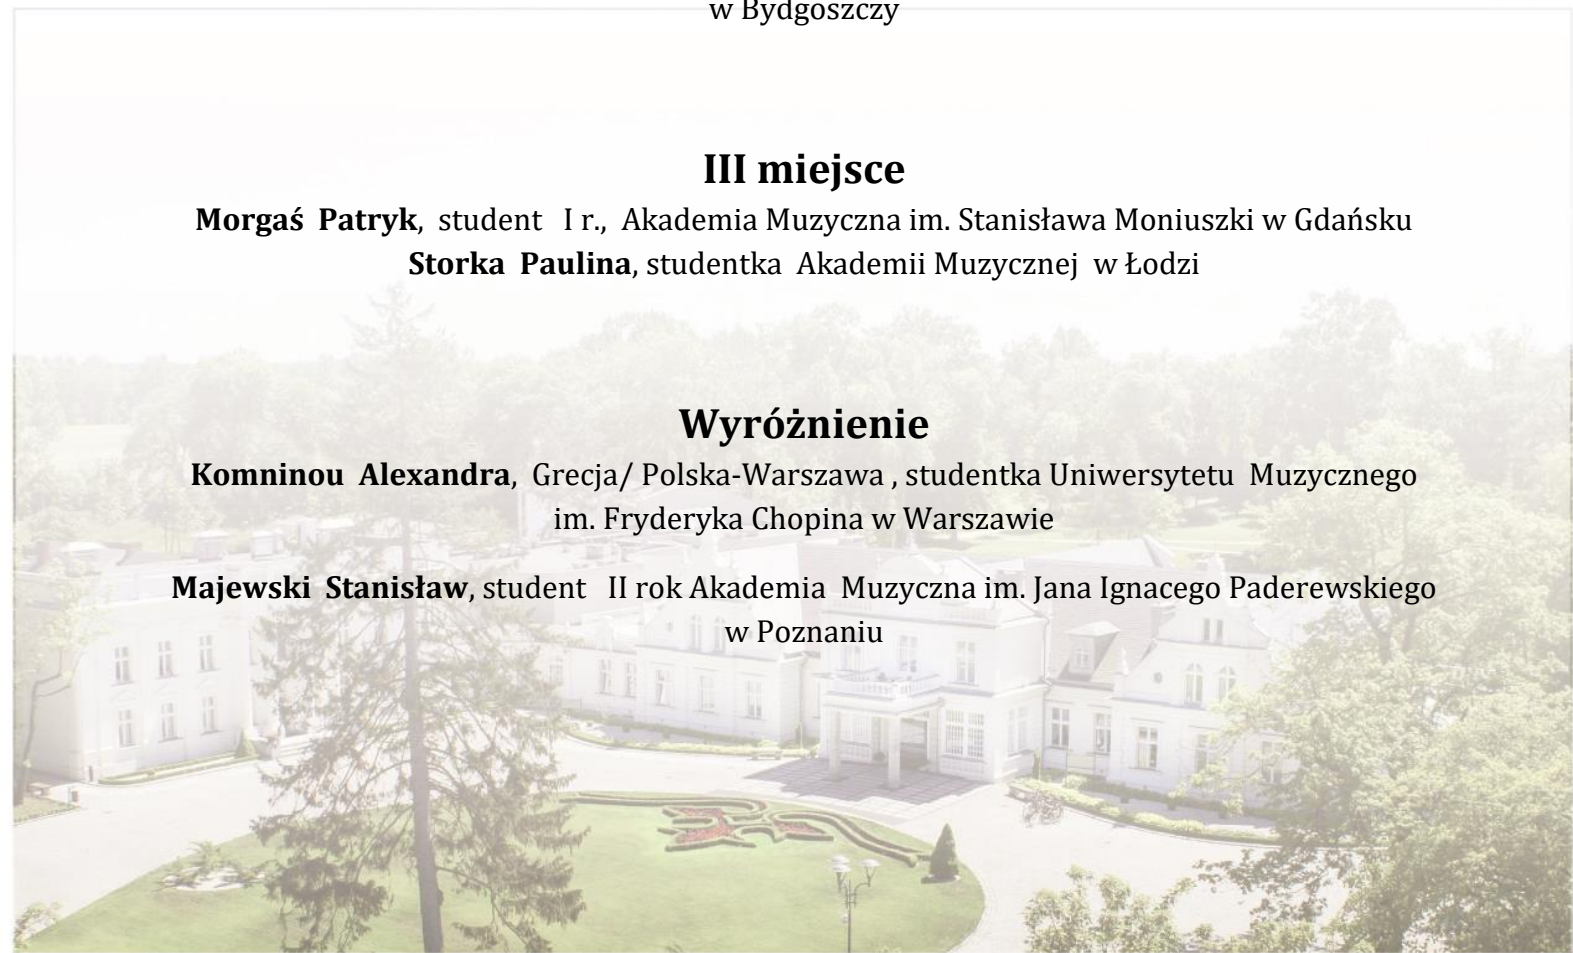 w Bydgoszczy
III miejsce
Morgaś Patryk, student I r., Akademia Muzyczna im. Stanisława Moniuszki w Gdańsku
Storka Paulina, studentka Akademii Muzycznej w Łodzi
Wyróżnienie
Komninou Alexandra, Grecja/ Polska-Warszawa , studentka Uniwersytetu Muzycznego
im. Fryderyka Chopina w Warszawie
Majewski Stanisław, student II rok Akademia Muzyczna im. Jana Ignacego Paderewskiego
w Poznaniu